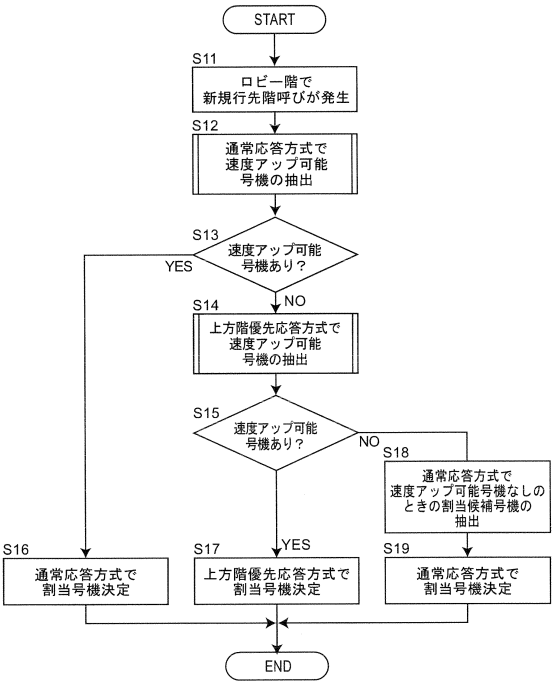 START
S11
ロビー階で
新規行先階呼びが発生
S12
通常応答方式で
速度アップ可能
号機の抽出
S13
速度アップ可能
号機あり？
YES
NO
S14
上方階優先応答方式で
速度アップ可能
号機の抽出
S15
速度アップ可能
号機あり？
NO
S18
通常応答方式で
速度アップ可能号機なしの
ときの割当候補号機の
抽出
YES
S16
通常応答方式で
割当号機決定
S17
上方階優先応答方式で
割当号機決定
S19
通常応答方式で
割当号機決定
END